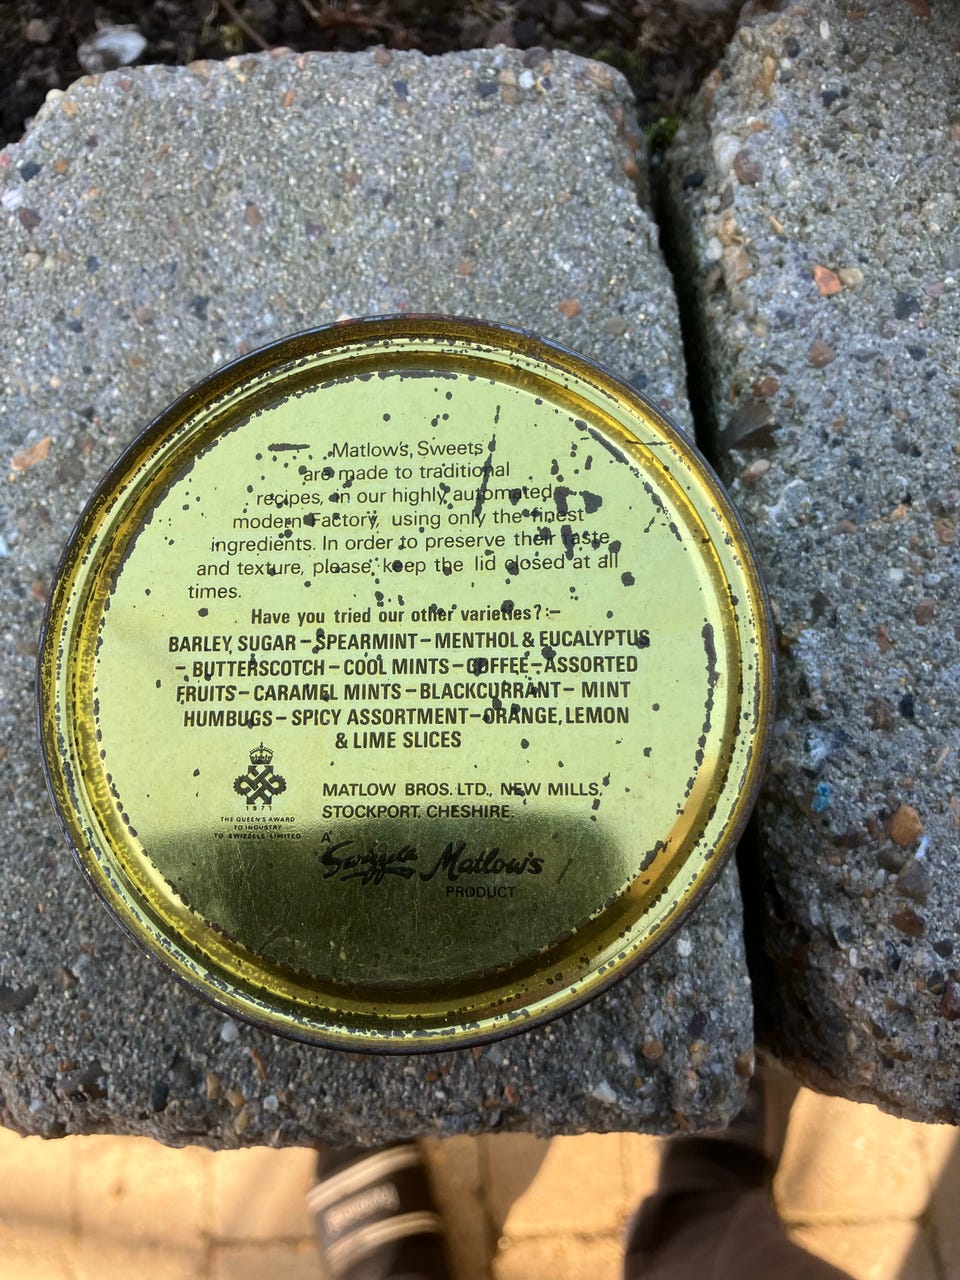 Matlow's Sweets
are made to traditional
recipes, in our highly automated
modern Factory, using only the finest
ingredients. In order to preserve their taste
and texture, please keep the lid closed at all
times.
Have you tried our other varieties?:–
BARLEY SUGAR – SPEARMINT – MENTHOL & EUCALYPTUS
– BUTTERSCOTCH – COOL MINTS – COFFEE – ASSORTED
FRUITS – CARAMEL MINTS – BLACKCURRANT – MINT
HUMBUGS – SPICY ASSORTMENT – ORANGE, LEMON
& LIME SLICES
1971
THE QUEEN'S AWARD
TO INDUSTRY
TO SWIZZELS LIMITED
MATLOW BROS. LTD., NEW MILLS,
STOCKPORT, CHESHIRE.
A
Swizzels Matlow's
PRODUCT